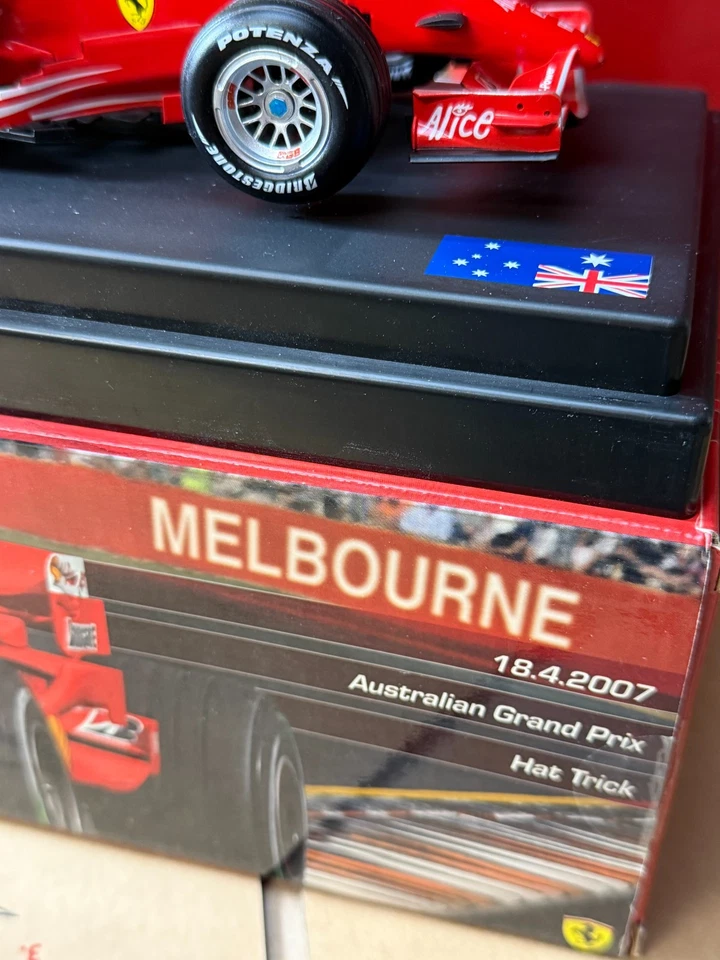 POTENZA
BRIDGESTONE
Alice
MELBOURNE
18.4.2007
Australian Grand Prix
Hat Trick